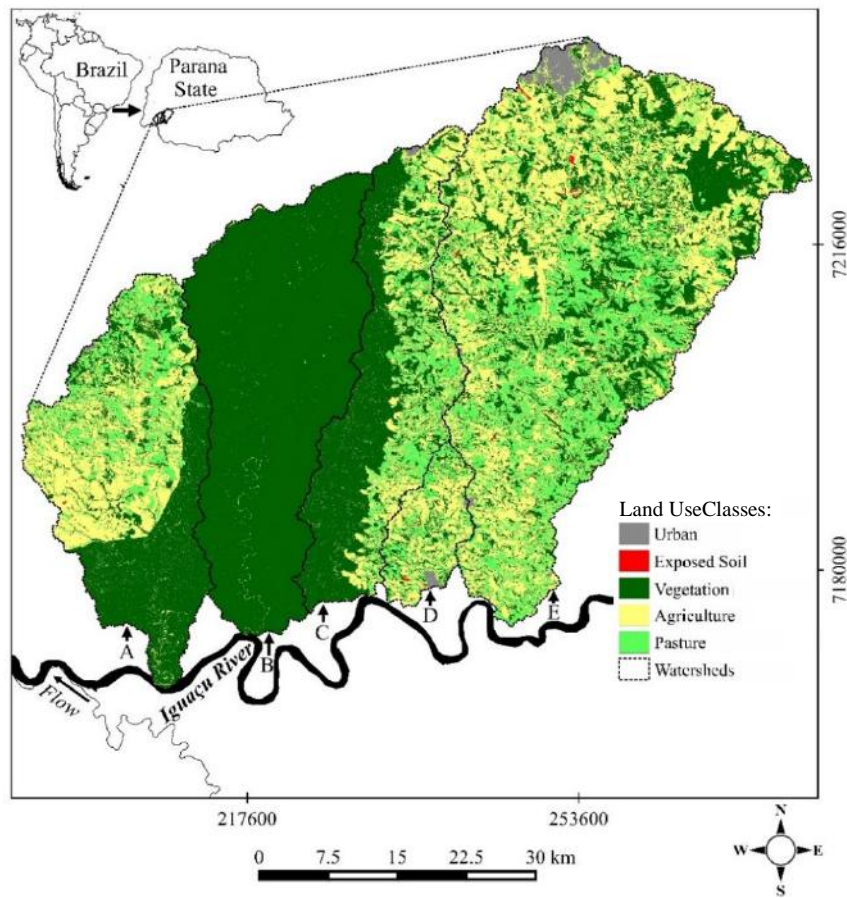 Brazil
Parana
State
7216000
Land UseClasses:
Urban
Exposed Soil
Vegetation
Agriculture
Pasture
Watersheds
7180000
A
B
C
D
E
Iguaçu River
Flow
217600
253600
0 7.5 15 22.5 30 km
N
W E
S